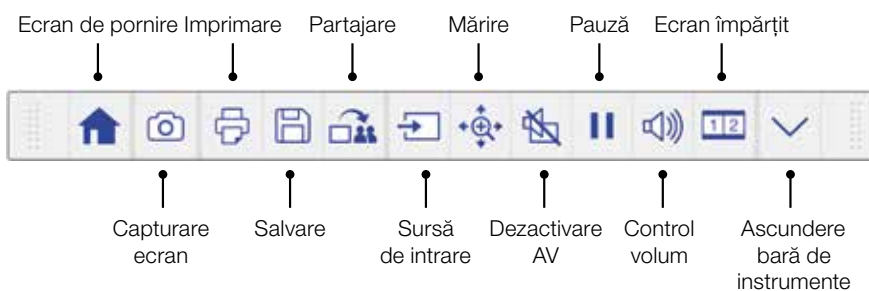 Ecran de pornire Imprimare Partajare Mărire Pauză Ecran împărțit
1 2
Capturare
ecran
Salvare
Sursă
de intrare
Dezactivare
AV
Control
volum
Ascundere
bară de
instrumente